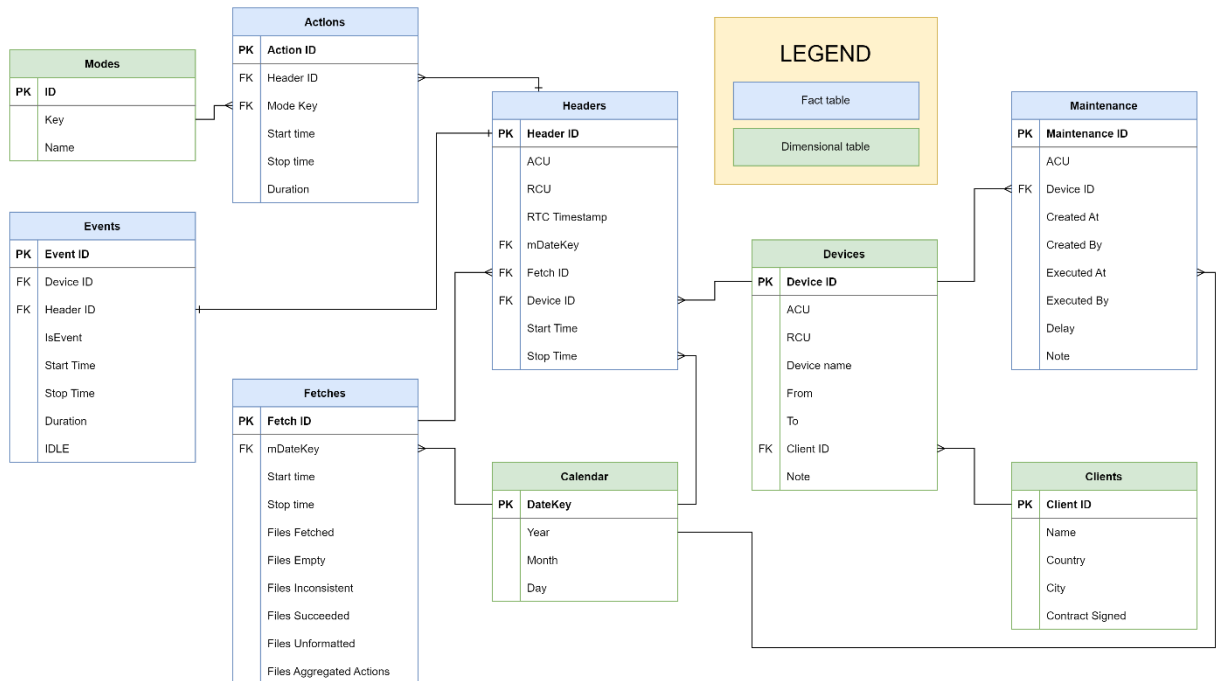 Actions
PK Action ID
FK Header ID
FK Mode Key
Start time
Stop time
Duration
Modes
PK ID
Key
Name
LEGEND
Fact table
Dimensional table
Headers
PK Header ID
ACU
RCU
RTC Timestamp
FK mDateKey
FK Fetch ID
FK Device ID
Start Time
Stop Time
Maintenance
PK Maintenance ID
ACU
FK Device ID
Created At
Created By
Executed At
Executed By
Delay
Note
Events
PK Event ID
FK Device ID
FK Header ID
IsEvent
Start Time
Stop Time
Duration
IDLE
Devices
PK Device ID
ACU
RCU
Device name
From
To
FK Client ID
Note
Fetches
PK Fetch ID
FK mDateKey
Start time
Stop time
Files Fetched
Files Empty
Files Inconsistent
Files Succeeded
Files Unformatted
Files Aggregated Actions
Calendar
PK DateKey
Year
Month
Day
Clients
PK Client ID
Name
Country
City
Contract Signed